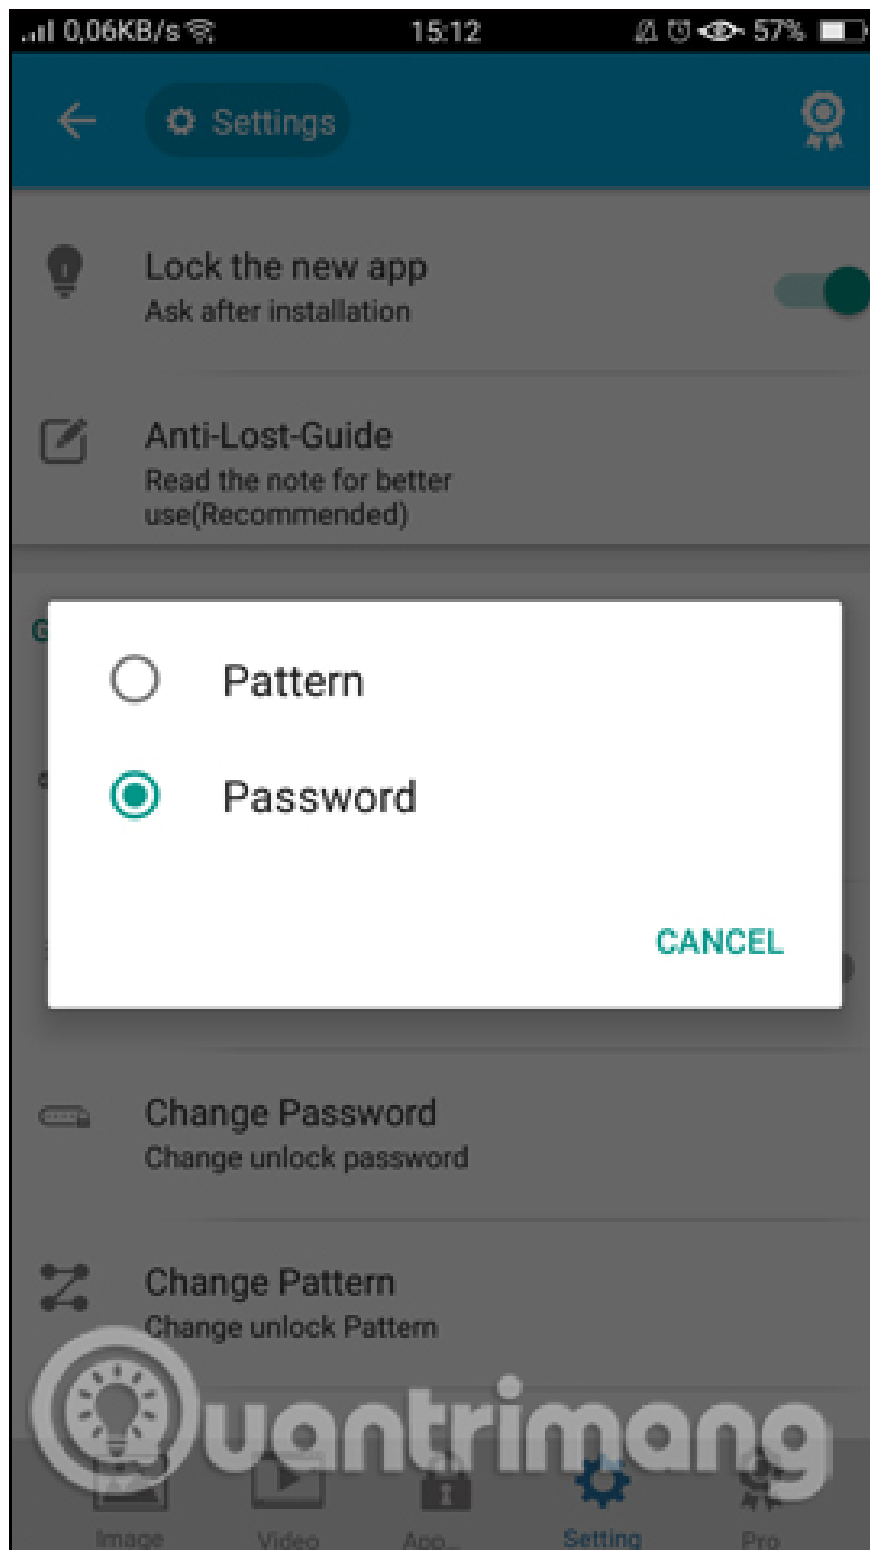 0,06KB/s 15:12 57%
Settings
Lock the new app
Ask after installation
Anti-Lost-Guide
Read the note for better
use(Recommended)
G
Pattern
Password
CANCEL
Change Password
Change unlock password
Change Pattern
Change unlock Pattern
Quantrimang
Image Video App... Setting Pro